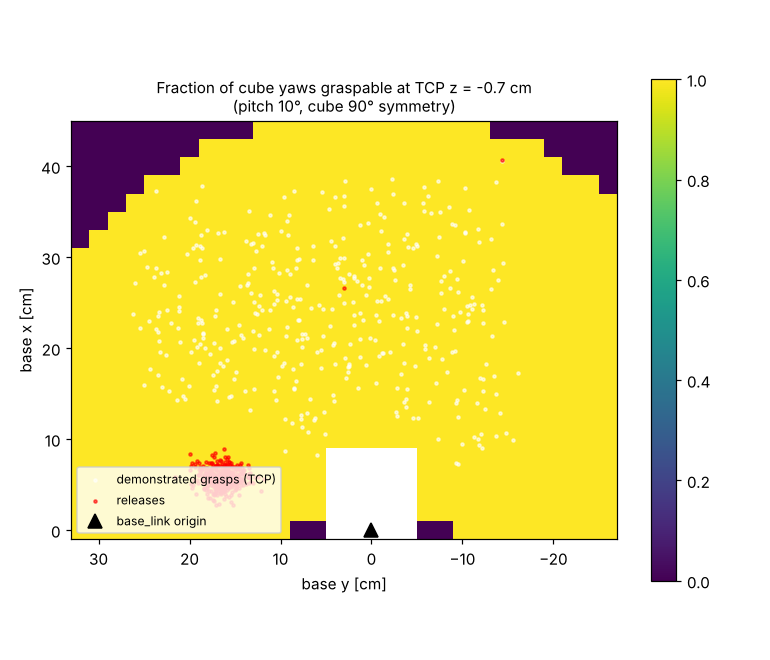 Fraction of cube yaws graspable at TCP z = -0.7 cm
(pitch 10°, cube 90° symmetry)
1.0
0.8
0.6
0.4
0.2
0.0
base x [cm]
40
30
20
10
0
demonstrated grasps (TCP)
releases
base_link origin
30 20 10 0 −10 −20
base y [cm]